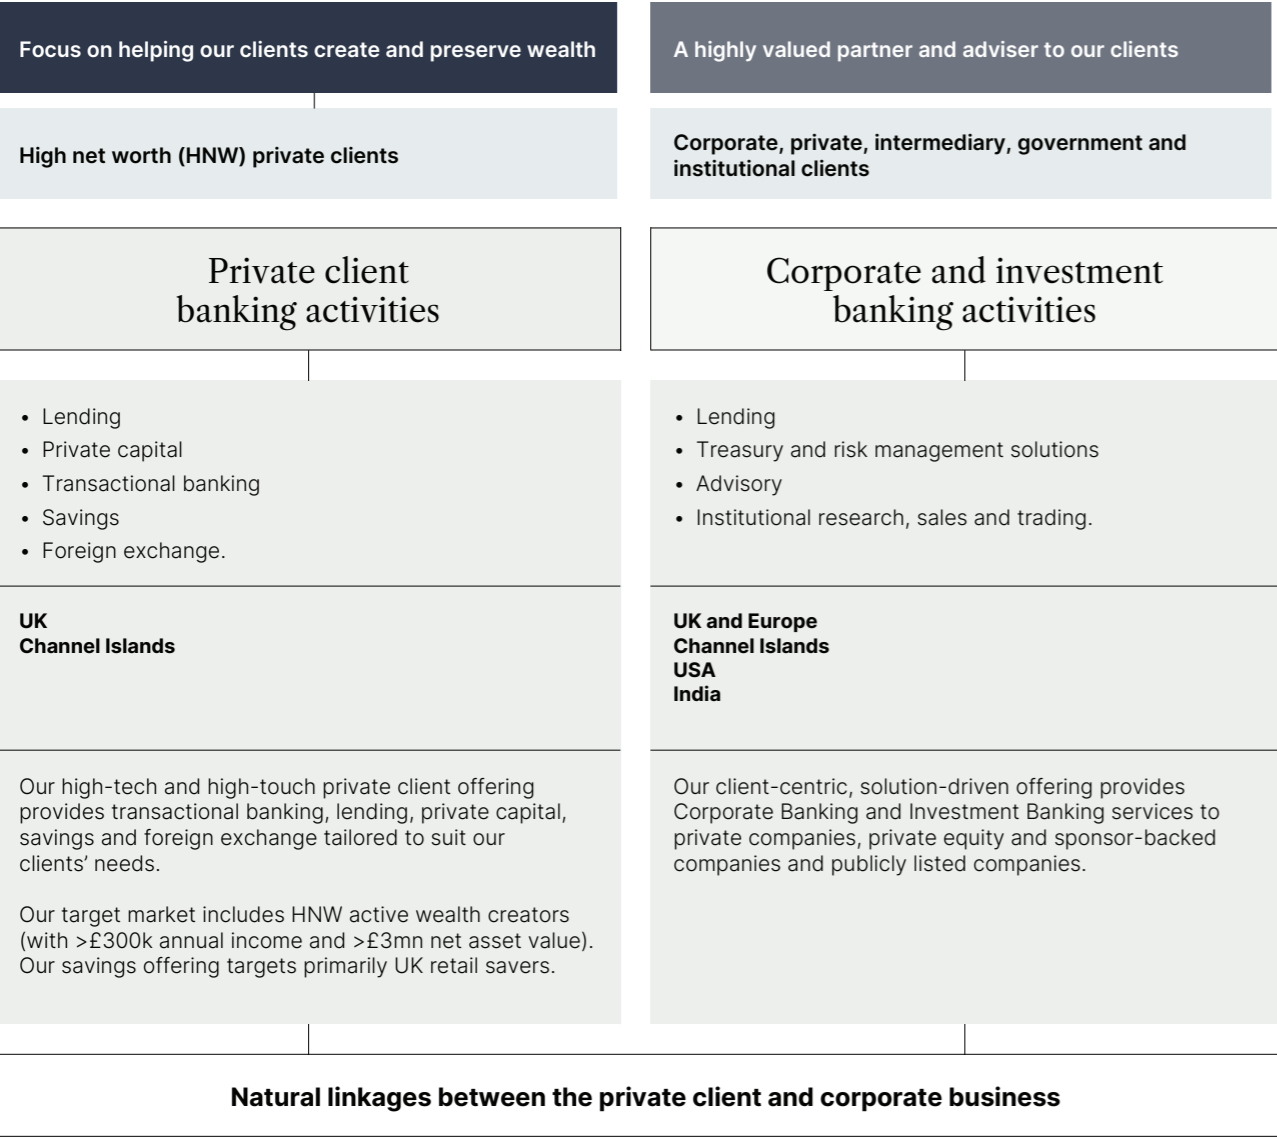 Focus on helping our clients create and preserve wealth
High net worth (HNW) private clients
Private client
banking activities
• Lending
• Private capital
• Transactional banking
• Savings
• Foreign exchange.
UK
Channel Islands
Our high-tech and high-touch private client offering
provides transactional banking, lending, private capital,
savings and foreign exchange tailored to suit our
clients’ needs.
Our target market includes HNW active wealth creators
(with >£300k annual income and >£3mn net asset value).
Our savings offering targets primarily UK retail savers.
A highly valued partner and adviser to our clients
Corporate, private, intermediary, government and
institutional clients
Corporate and investment
banking activities
• Lending
• Treasury and risk management solutions
• Advisory
• Institutional research, sales and trading.
UK and Europe
Channel Islands
USA
India
Our client-centric, solution-driven offering provides
Corporate Banking and Investment Banking services to
private companies, private equity and sponsor-backed
companies and publicly listed companies.
Natural linkages between the private client and corporate business